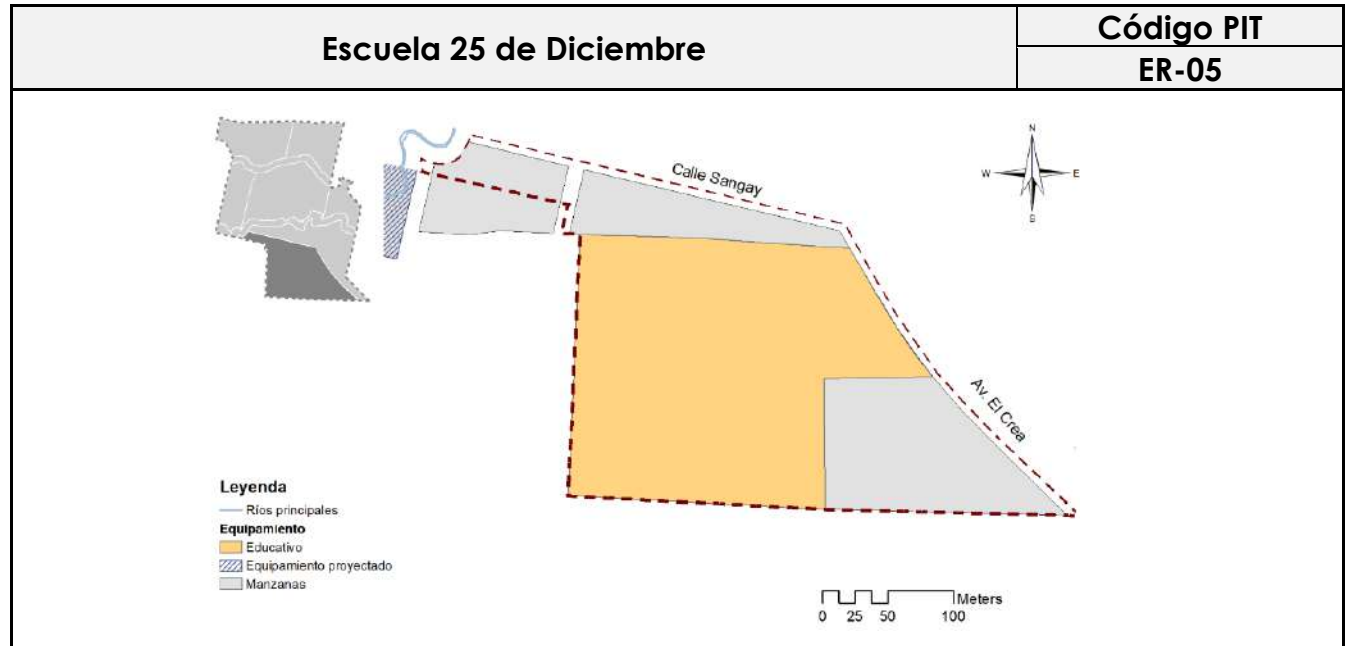 Escuela 25 de Diciembre
Código PIT
ER-05
N
W
E
S
Calle Sangay
Av. El Crea
Leyenda
Ríos principales
Equipamiento
Educativo
Equipamiento proyectado
Manzanas
Meters
0 25 50 100